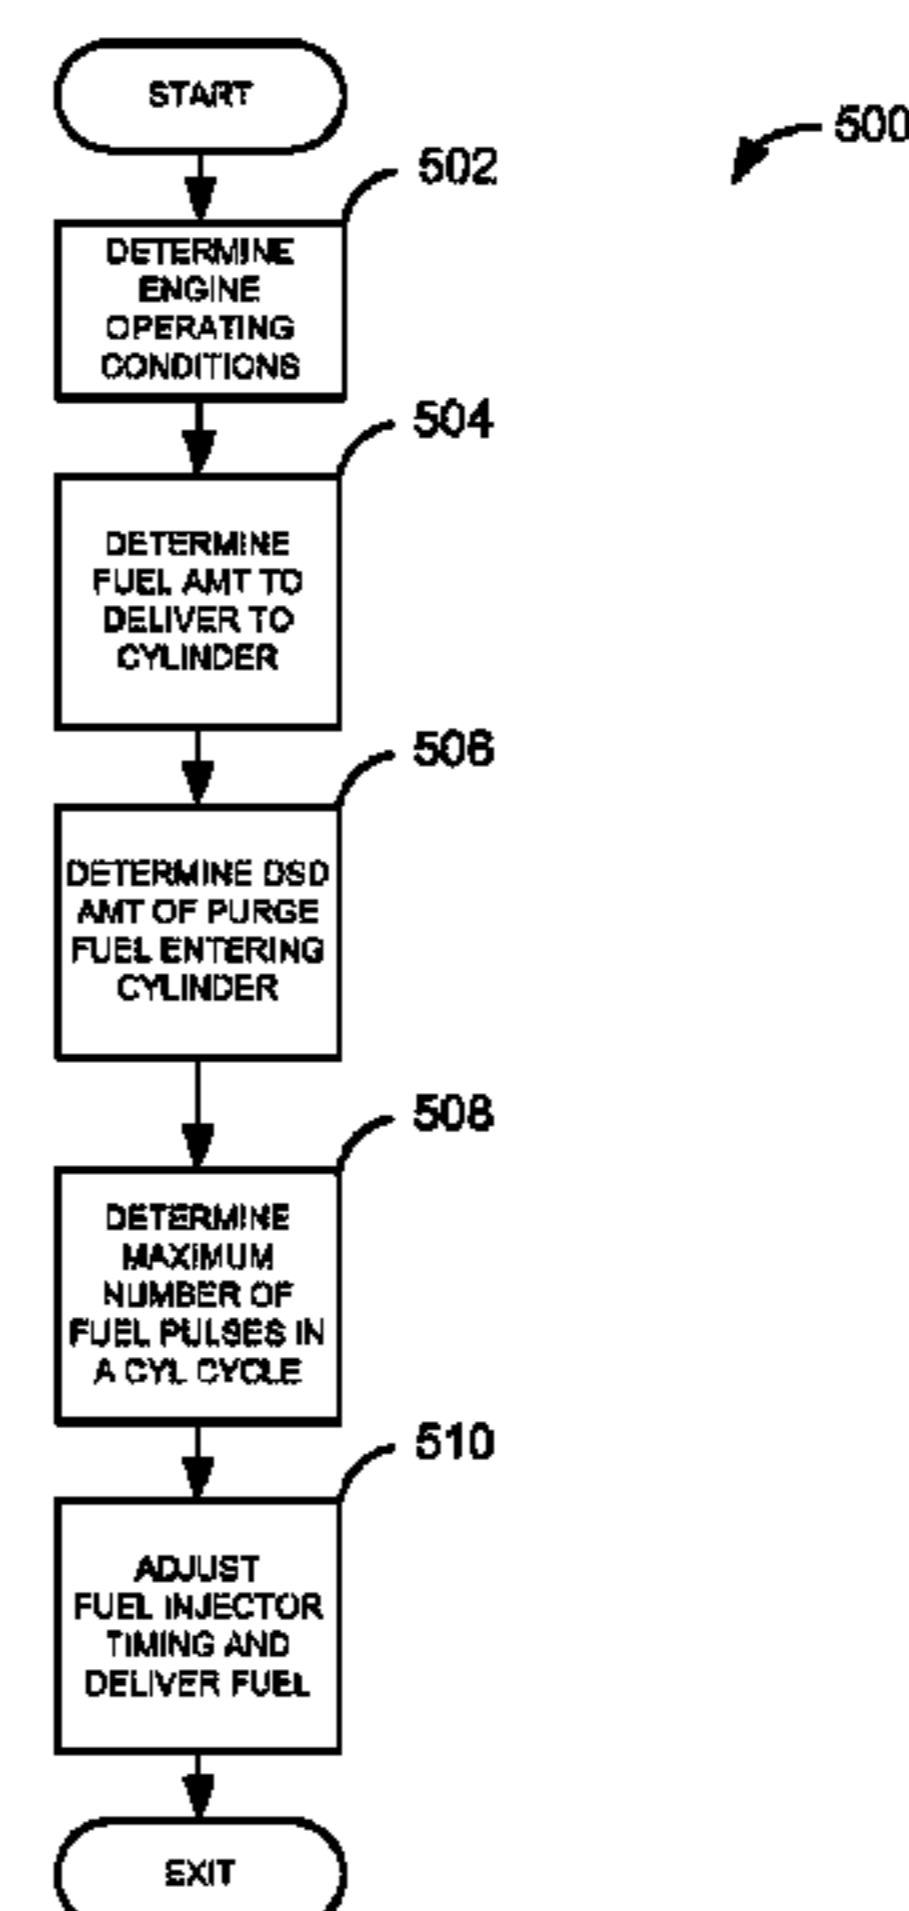 START
500
502
DETERMINE
ENGINE
OPERATING
CONDITIONS
504
DETERMINE
FUEL AMT TO
DELIVER TO
CYLINDER
506
DETERMINE DSD
AMT OF PURGE
FUEL ENTERING
CYLINDER
508
DETERMINE
MAXIMUM
NUMBER OF
FUEL PULSES IN
A CYL CYCLE
510
ADJUST
FUEL INJECTOR
TIMING AND
DELIVER FUEL
EXIT